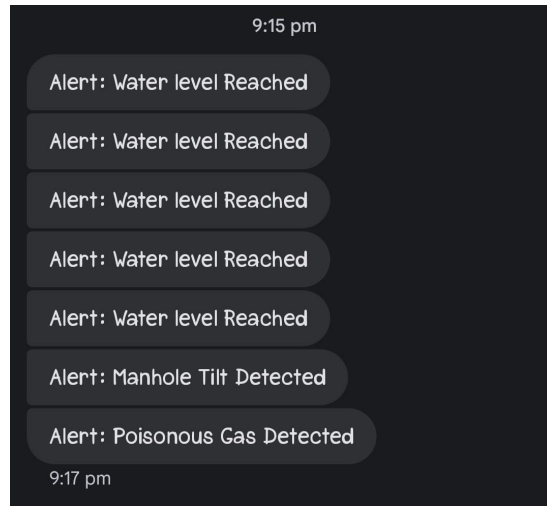 9:15 pm
Alert: Water level Reached
Alert: Water level Reached
Alert: Water level Reached
Alert: Water level Reached
Alert: Water level Reached
Alert: Manhole Tilt Detected
Alert: Poisonous Gas Detected
9:17 pm